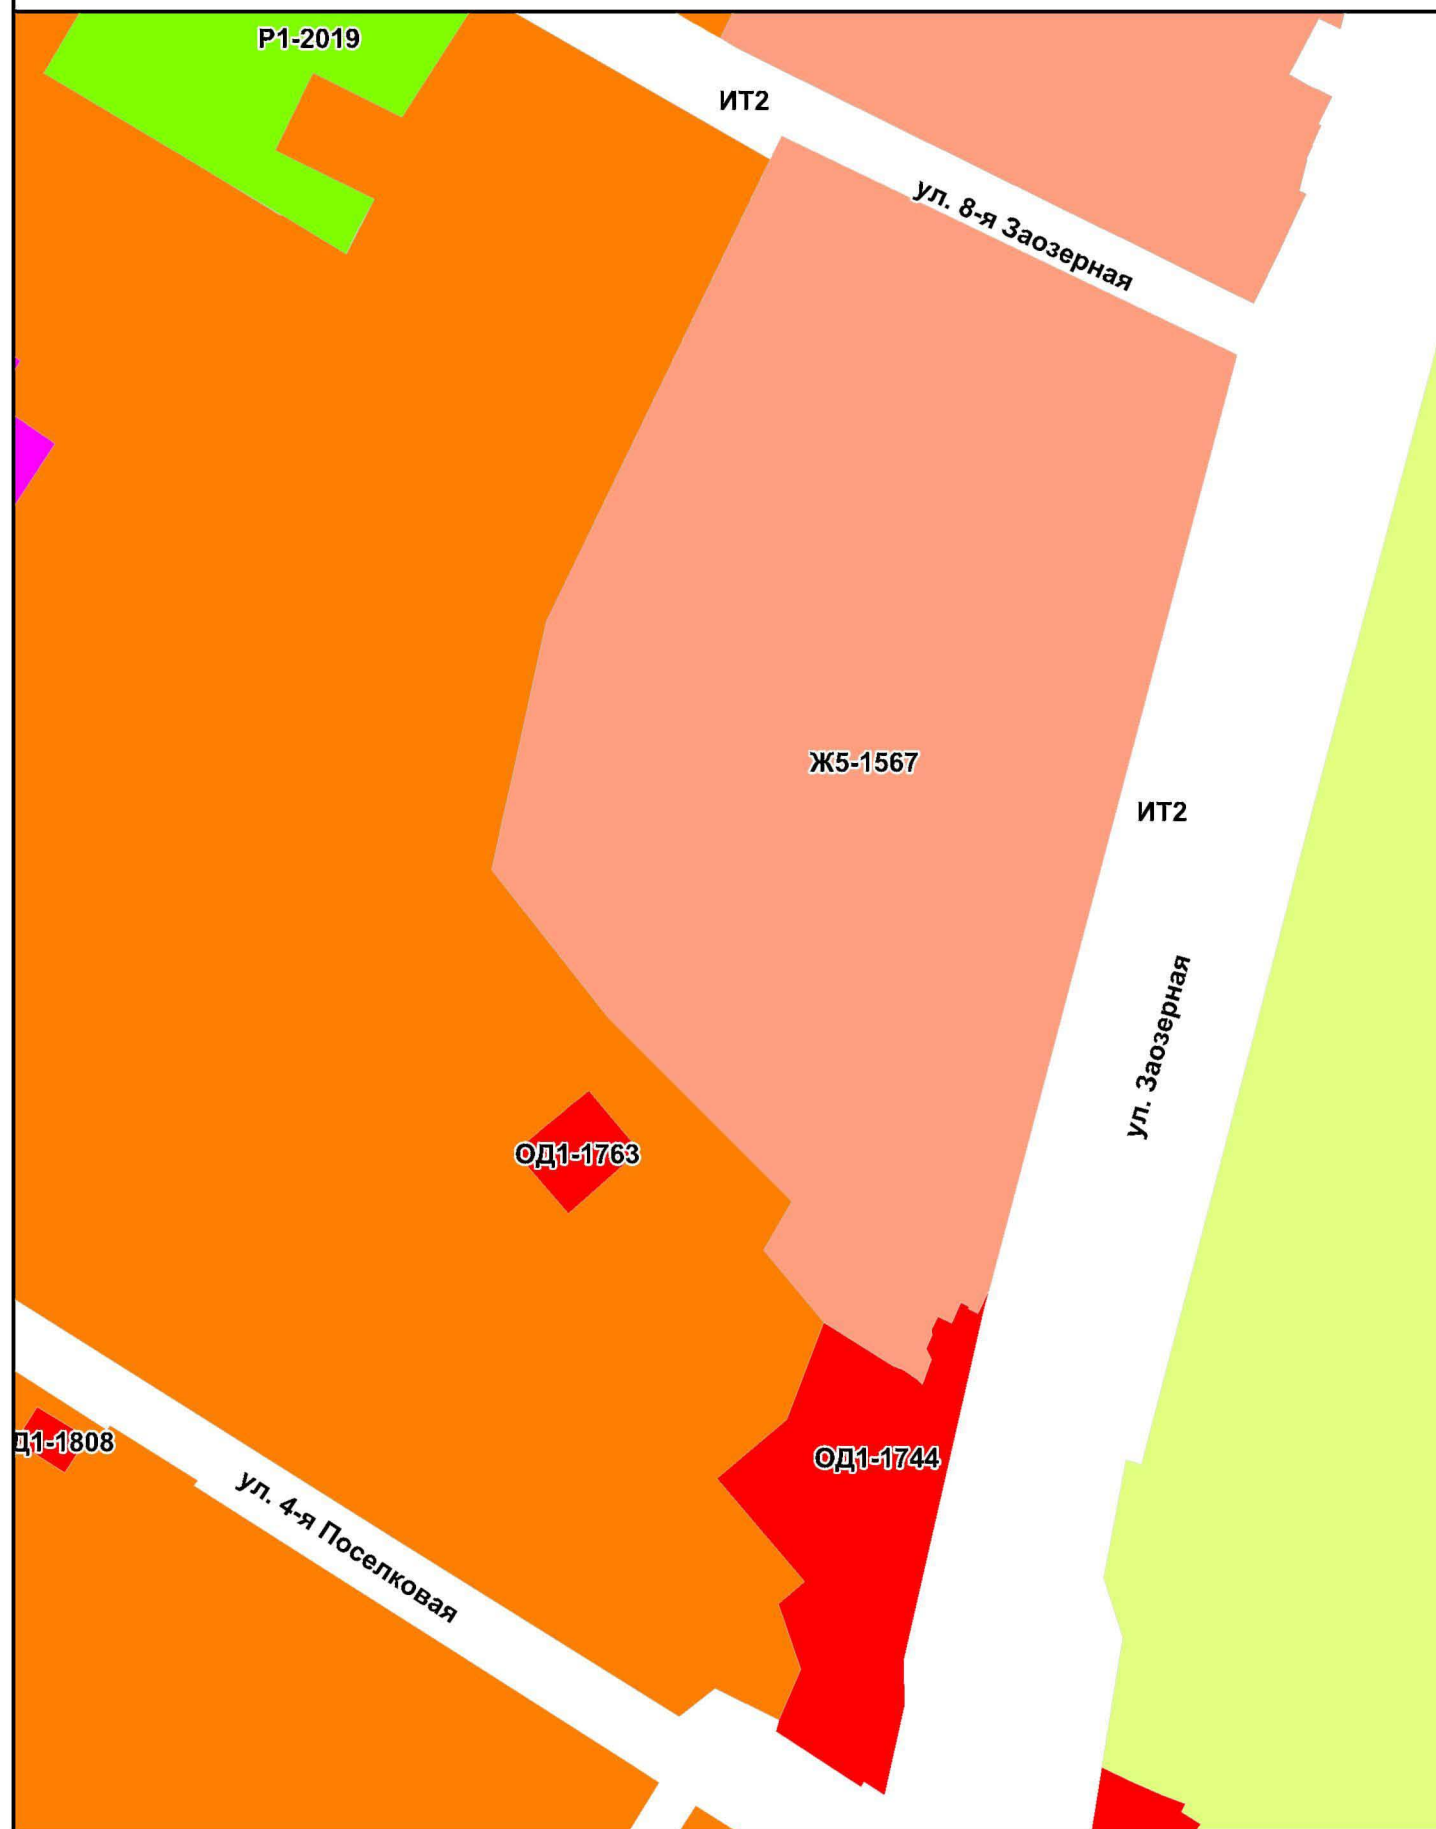 Р1-2019
ИТ2
ул. 8-я Заозерная
Ж5-1567
ИТ2
ул. Заозерная
ОД1-1763
Д1-1808
ОД1-1744
ул. 4-я Поселковая